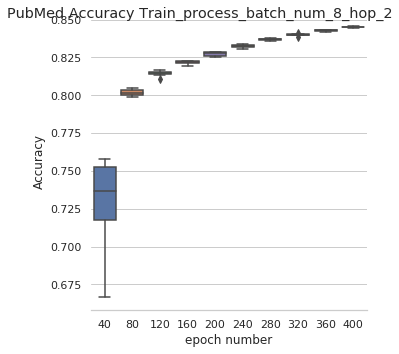 PubMed Accuracy Train_process_batch_num_8_hop_2
0.850
0.825
0.800
0.775
0.750
0.725
0.700
0.675
Accuracy
40 80 120 160 200 240 280 320 360 400
epoch number